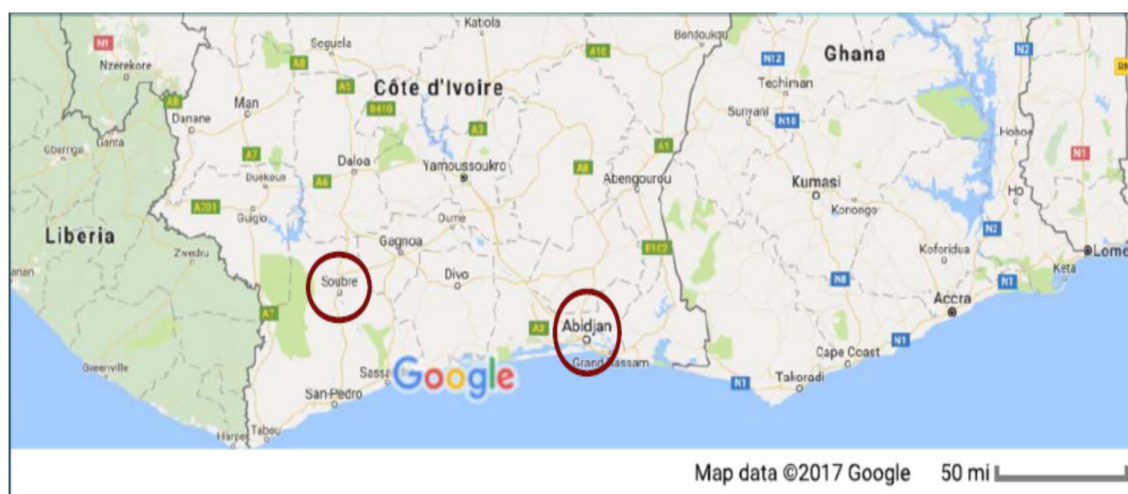 Katiola
Bondoukou
N1
Nzerekore
Seguela
A10
N12
Ghana
N2
A8
A5
Côte d'Ivoire
Techiman
Man
B410
A3
Sunyani
N10
Danane
Hohoe
Ganta
Gbarnga
A7
Daloa
A1
N1
Duekoue
A6
Yamoussoukro
A8
Abengourou
Kumasi
Ho
A701
Guiglo
Oume
Konongo
Liberia
Gagnoa
B102
N2
Zwedru
Koforidua
Lome
Soubre
Divo
Keta
N8
N1
Accra
A7
A3
Abidjan
N1
Grand Bassam
Cape Coast
Greenville
Google
San-Pedro
N1
Takoradi
Harper
Tabou
Map data ©2017 Google 50 mi